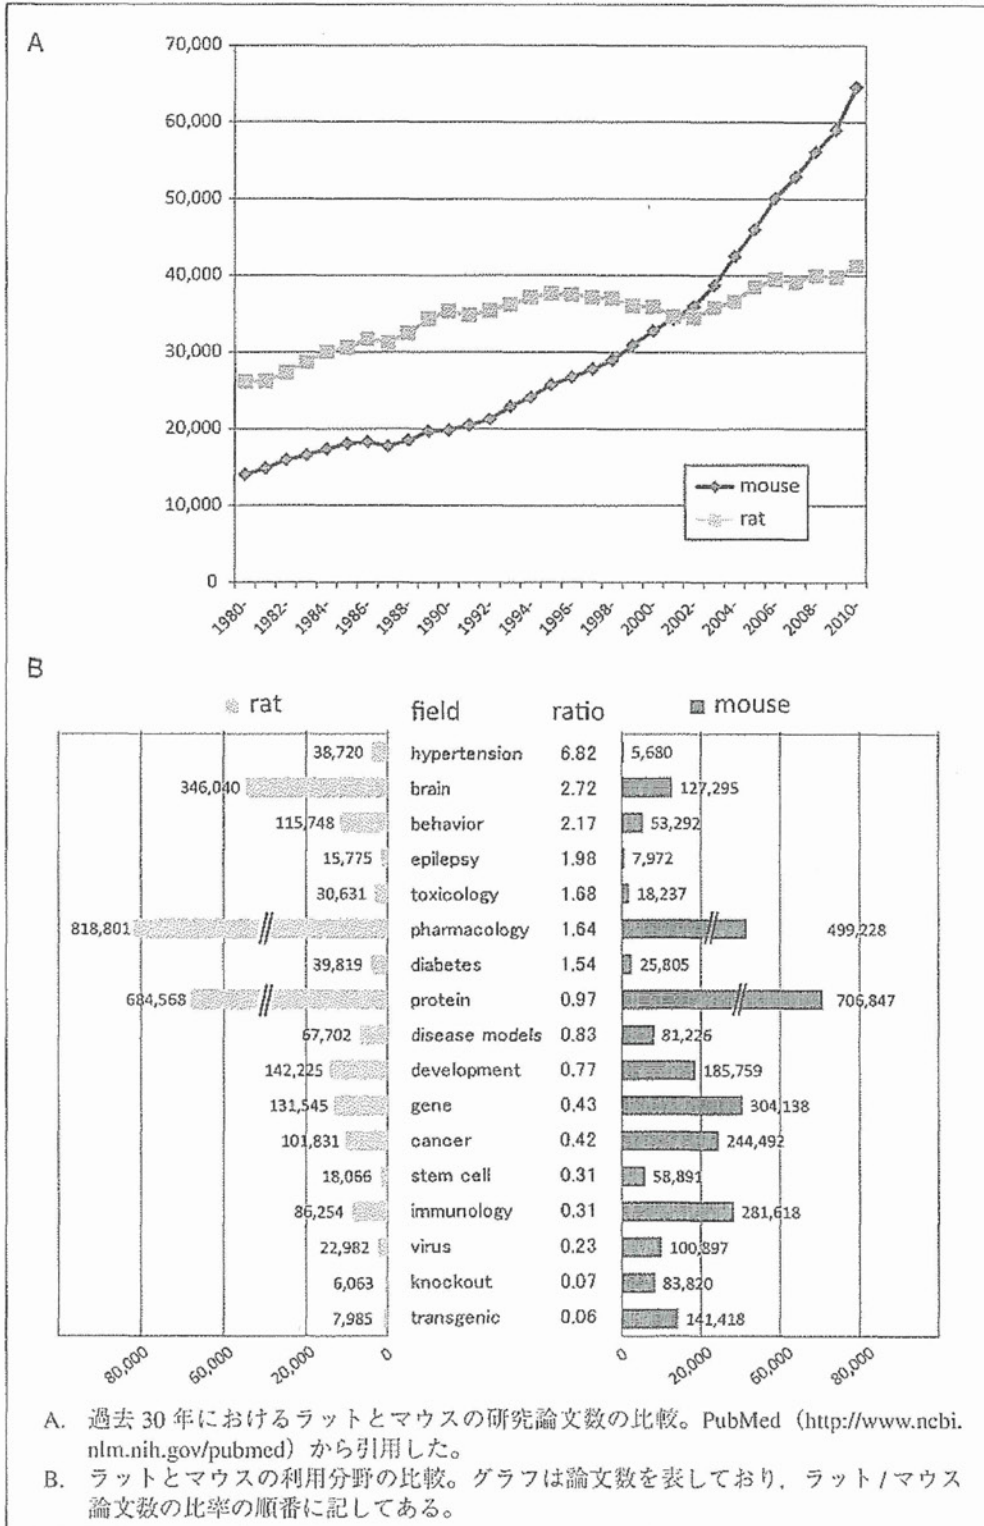 A
70,000
60,000
50,000
40,000
30,000
20,000
10,000
0
mouse
rat
1980- 1982- 1984- 1986- 1988- 1990- 1992- 1994- 1996- 1998- 2000- 2002- 2004- 2006- 2008- 2010-
B
rat field ratio mouse
38,720 hypertension 6.82 5,680
346,040 brain 2.72 127,295
115,748 behavior 2.17 53,292
15,775 epilepsy 1.98 7,972
30,631 toxicology 1.68 18,237
818,801 pharmacology 1.64 499,228
39,819 diabetes 1.54 25,805
684,568 protein 0.97 706,847
67,702 disease models 0.83 81,226
142,225 development 0.77 185,759
131,545 gene 0.43 304,138
101,831 cancer 0.42 244,492
18,066 stem cell 0.31 58,891
86,254 immunology 0.31 281,618
22,982 virus 0.23 100,897
6,063 knockout 0.07 83,820
7,985 transgenic 0.06 141,418
80,000 60,000 40,000 20,000 0 0 20,000 40,000 60,000 80,000
A. 過去 30 年におけるラットとマウスの研究論文数の比較。PubMed（http://www.ncbi.
nlm.nih.gov/pubmed）から引用した。
B. ラットとマウスの利用分野の比較。グラフは論文数を表しており，ラット/マウス
論文数の比率の順番に記してある。